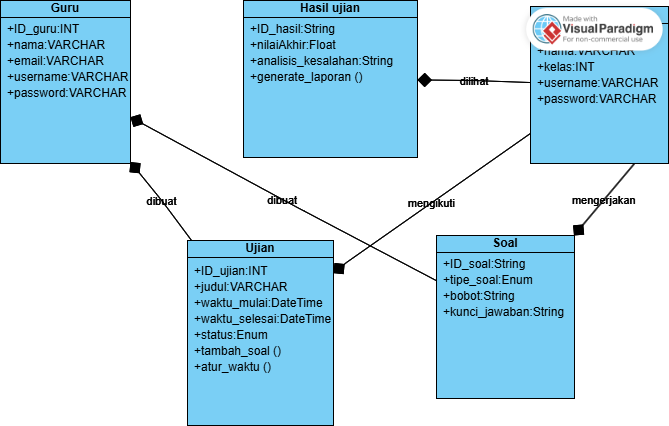 Guru
+ID_guru:INT
+nama:VARCHAR
+email:VARCHAR
+username:VARCHAR
+password:VARCHAR
Hasil ujian
+ID_hasil:String
+nilaiAkhir:Float
+analisis_kesalahan:String
+generate_laporan ()
Made with
VisualParadigm
For non-commercial use
+nama:VARCHAR
+kelas:INT
+username:VARCHAR
+password:VARCHAR
dilihat
dibuat
dibuat
mengikuti
mengerjakan
Ujian
+ID_ujian:INT
+judul:VARCHAR
+waktu_mulai:DateTime
+waktu_selesai:DateTime
+status:Enum
+tambah_soal ()
+atur_waktu ()
Soal
+ID_soal:String
+tipe_soal:Enum
+bobot:String
+kunci_jawaban:String